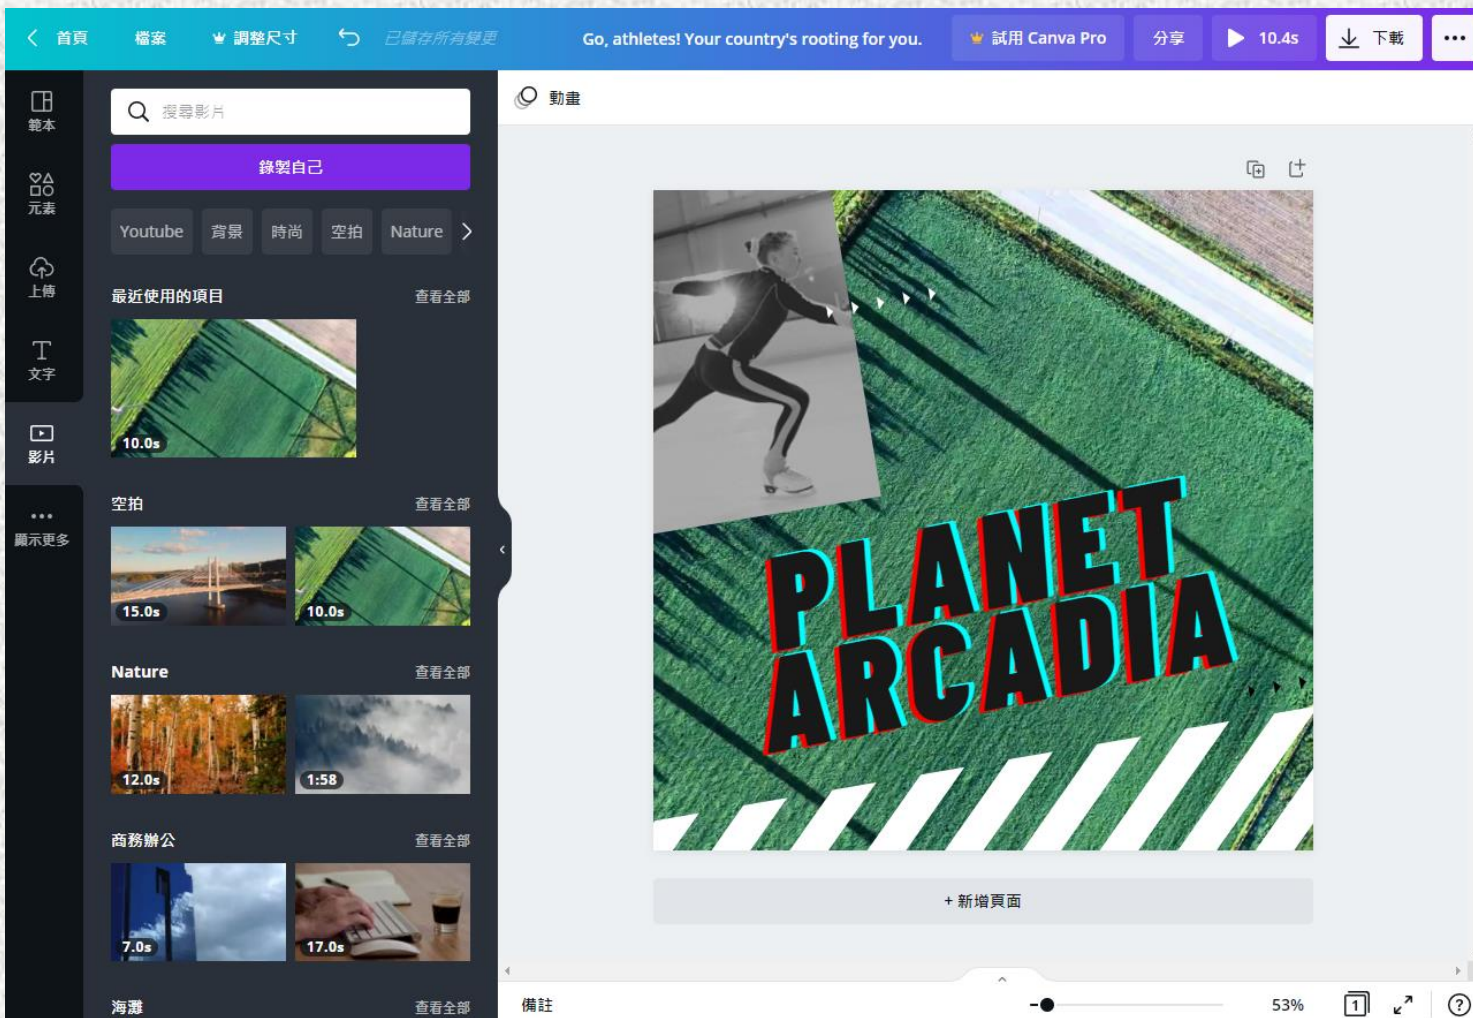 首頁
檔案
調整尺寸
已儲存所有變更
Go, athletes! Your country's rooting for you.
試用 Canva Pro
分享
10.4s
下載
範本
元素
上傳
文字
影片
顯示更多
搜尋影片
錄製自己
Youtube
背景
時尚
空拍
Nature
最近使用的項目
查看全部
10.0s
空拍
查看全部
15.0s
10.0s
Nature
查看全部
12.0s
1:58
商務辦公
查看全部
7.0s
17.0s
海灘
查看全部
動畫
PLANET
ARCADIA
+ 新增頁面
備註
53%
1
?